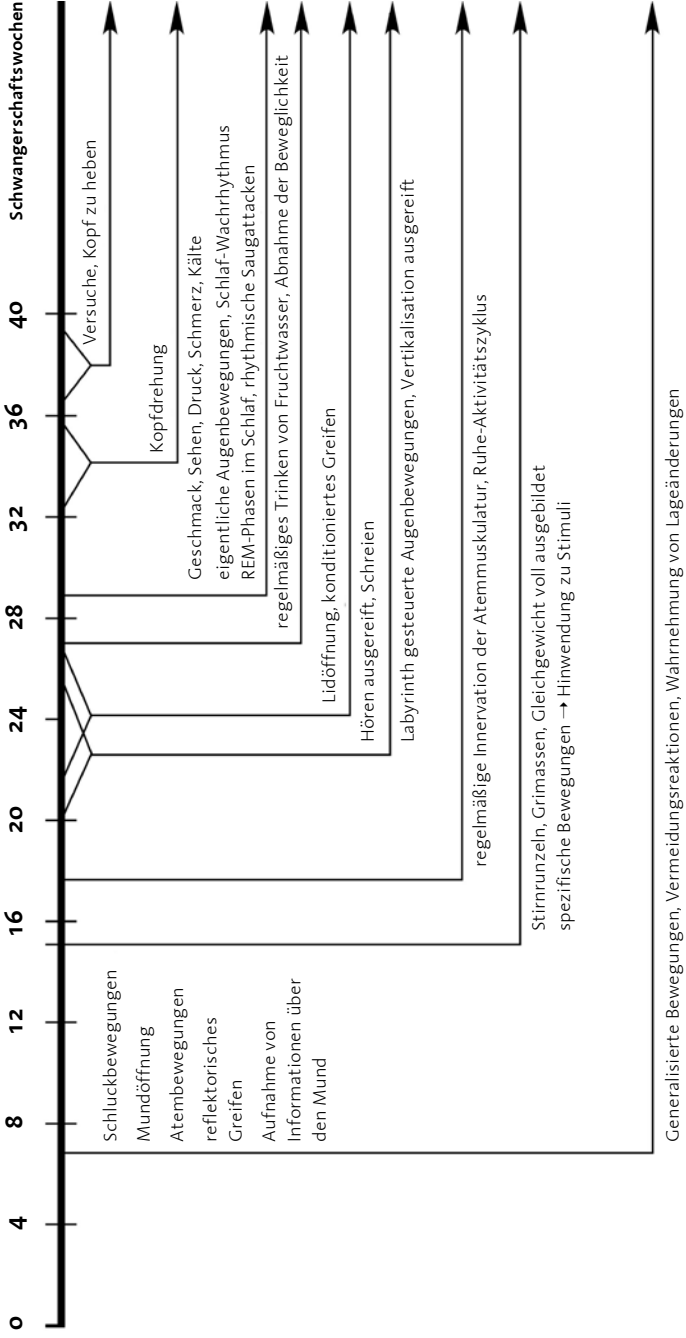 Schwangerschaftswochen
0 4 8 12 16 20 24 28 32 36 40
Versuche, Kopf zu heben
Kopfdrehung
Geschmack, Sehen, Druck, Schmerz, Kälte
eigentliche Augenbewegungen, Schlaf-Wachrhythmus
REM-Phasen im Schlaf, rhythmische Saugattacken
regelmäßiges Trinken von Fruchtwasser, Abnahme der Beweglichkeit
Lidöffnung, konditioniertes Greifen
Hören ausgereift, Schreien
Labyrinth gesteuerte Augenbewegungen, Vertikalisation ausgereift
regelmäßige Innervation der Atemmuskulatur, Ruhe-Aktivitätszyklus
Stirnrunzeln, Grimassen, Gleichgewicht voll ausgebildet
spezifische Bewegungen → Hinwendung zu Stimuli
Schluckbewegungen
Mundöffnung
Atembewegungen
reflektorisches
Greifen
Aufnahme von
Informationen über
den Mund
Generalisierte Bewegungen, Vermeidungsreaktionen, Wahrnehmung von Lageänderungen